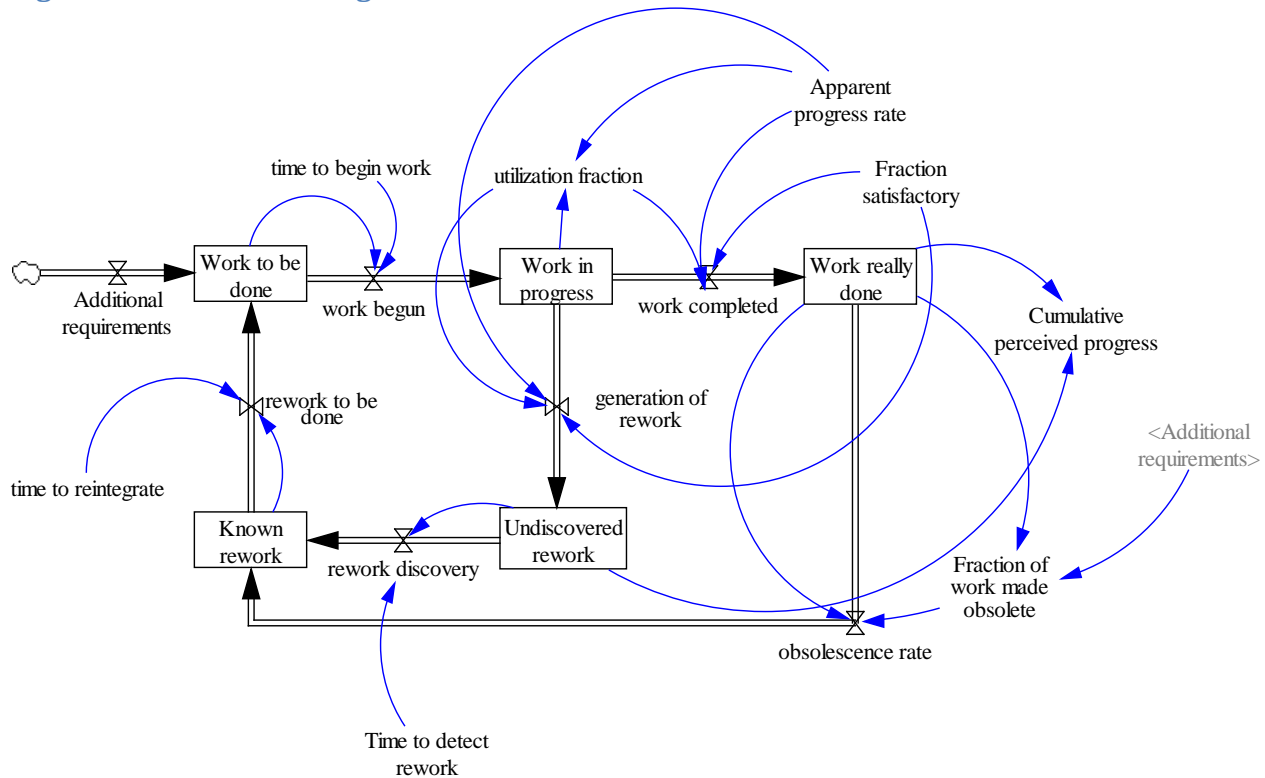 Apparent
progress rate
time to begin work
utilization fraction
Fraction
satisfactory
Work to be
done
Work in
progress
Work really
done
Additional
requirements
work begun
work completed
Cumulative
perceived progress
rework to be
done
generation of
rework
<Additional
requirements>
time to reintegrate
Known
rework
Undiscovered
rework
rework discovery
Fraction of
work made
obsolete
obsolescence rate
Time to detect
rework